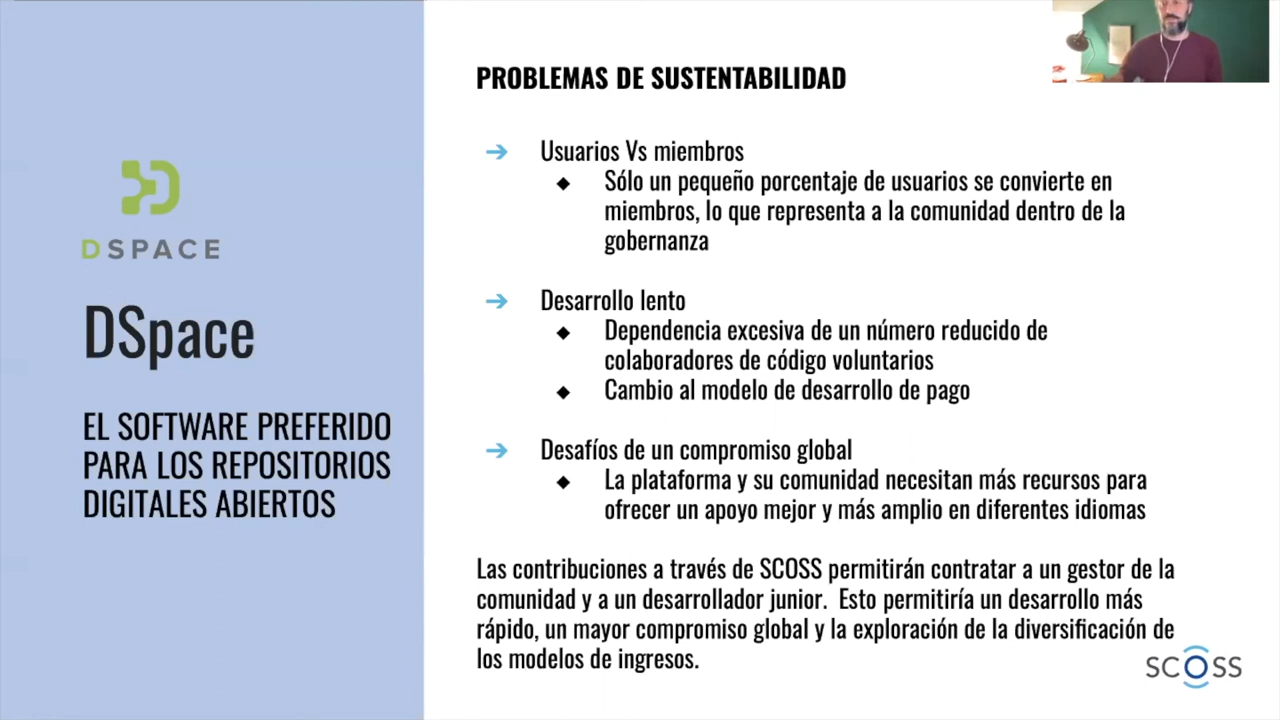 DSPACE
DSpace
EL SOFTWARE PREFERIDO
PARA LOS REPOSITORIOS
DIGITALES ABIERTOS
PROBLEMAS DE SUSTENTABILIDAD
Usuarios Vs miembros
Sólo un pequeño porcentaje de usuarios se convierte en
miembros, lo que representa a la comunidad dentro de la
gobernanza
Desarrollo lento
Dependencia excesiva de un número reducido de
colaboradores de código voluntarios
Cambio al modelo de desarrollo de pago
Desafíos de un compromiso global
La plataforma y su comunidad necesitan más recursos para
ofrecer un apoyo mejor y más amplio en diferentes idiomas
Las contribuciones a través de SCOSS permitirán contratar a un gestor de la
comunidad y a un desarrollador junior. Esto permitiría un desarrollo más
rápido, un mayor compromiso global y la exploración de la diversificación de
los modelos de ingresos.
SCOSS